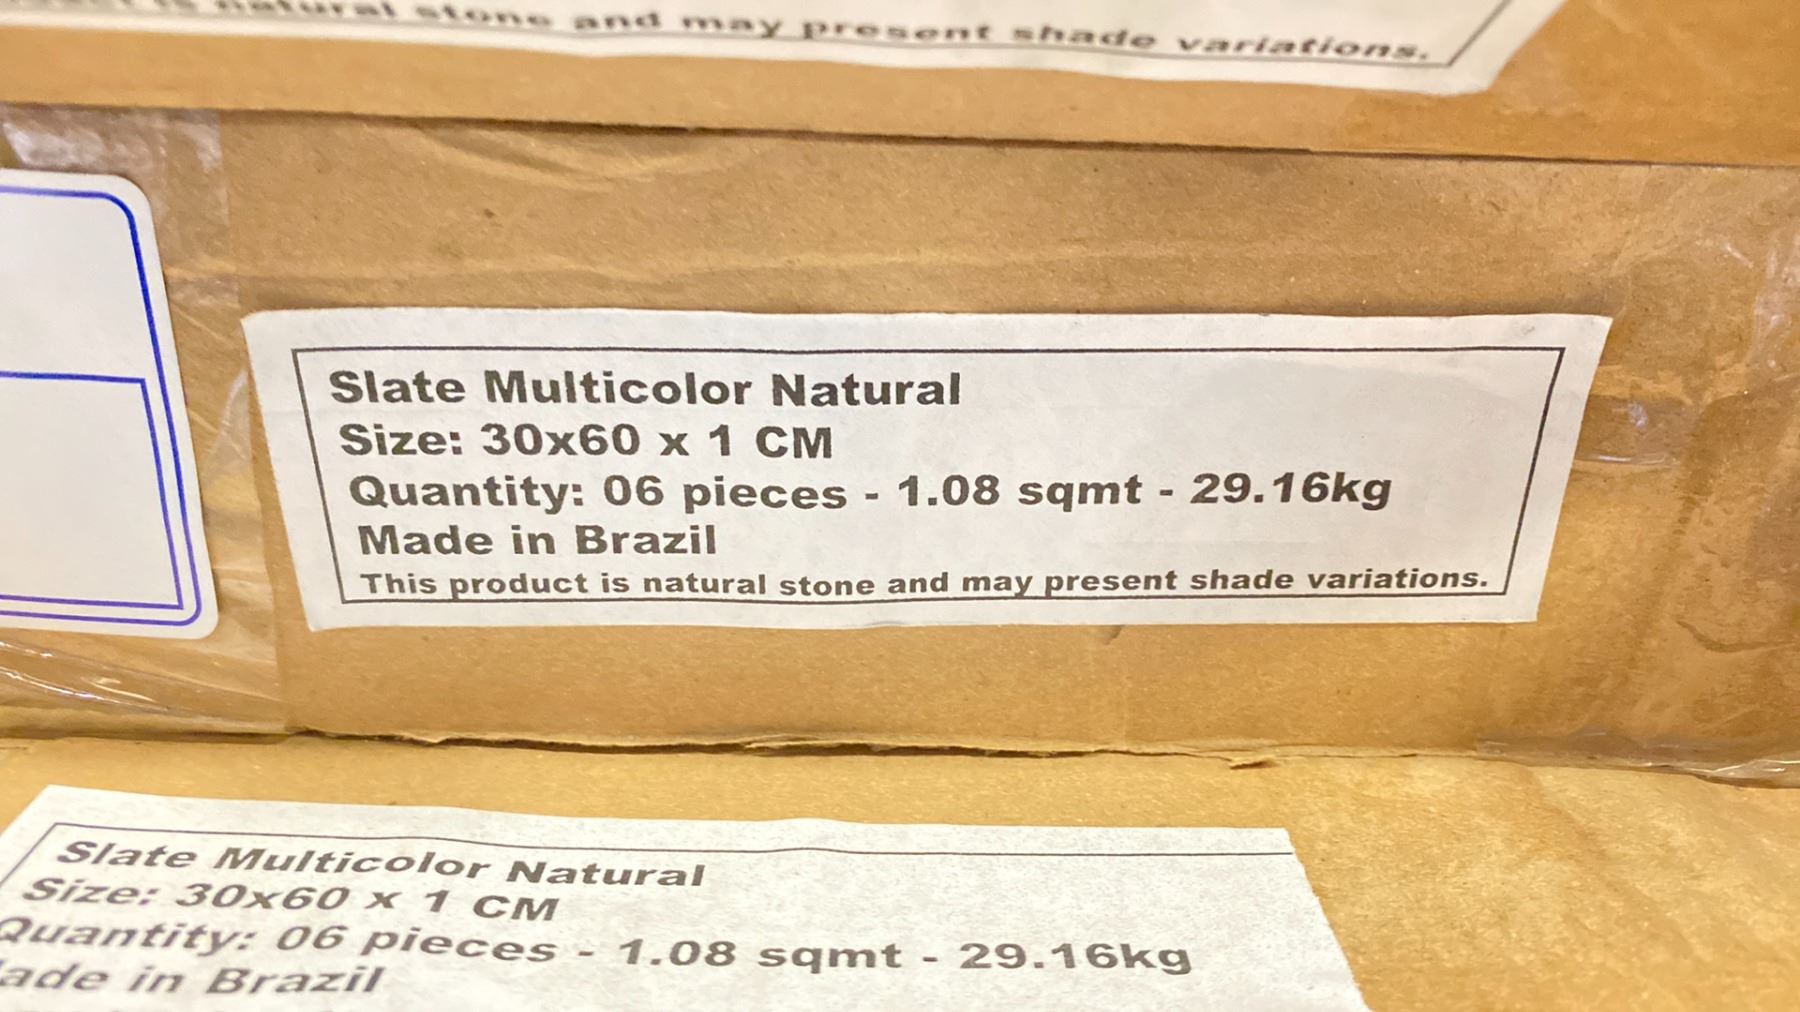 is natural stone and may present shade variations.
Slate Multicolor Natural
Size: 30x60 x 1 CM
Quantity: 06 pieces - 1.08 sqmt - 29.16kg
Made in Brazil
This product is natural stone and may present shade variations.
Slate Multicolor Natural
Size: 30x60 x 1 CM
Quantity: 06 pieces - 1.08 sqmt - 29.16kg
ade in Brazil